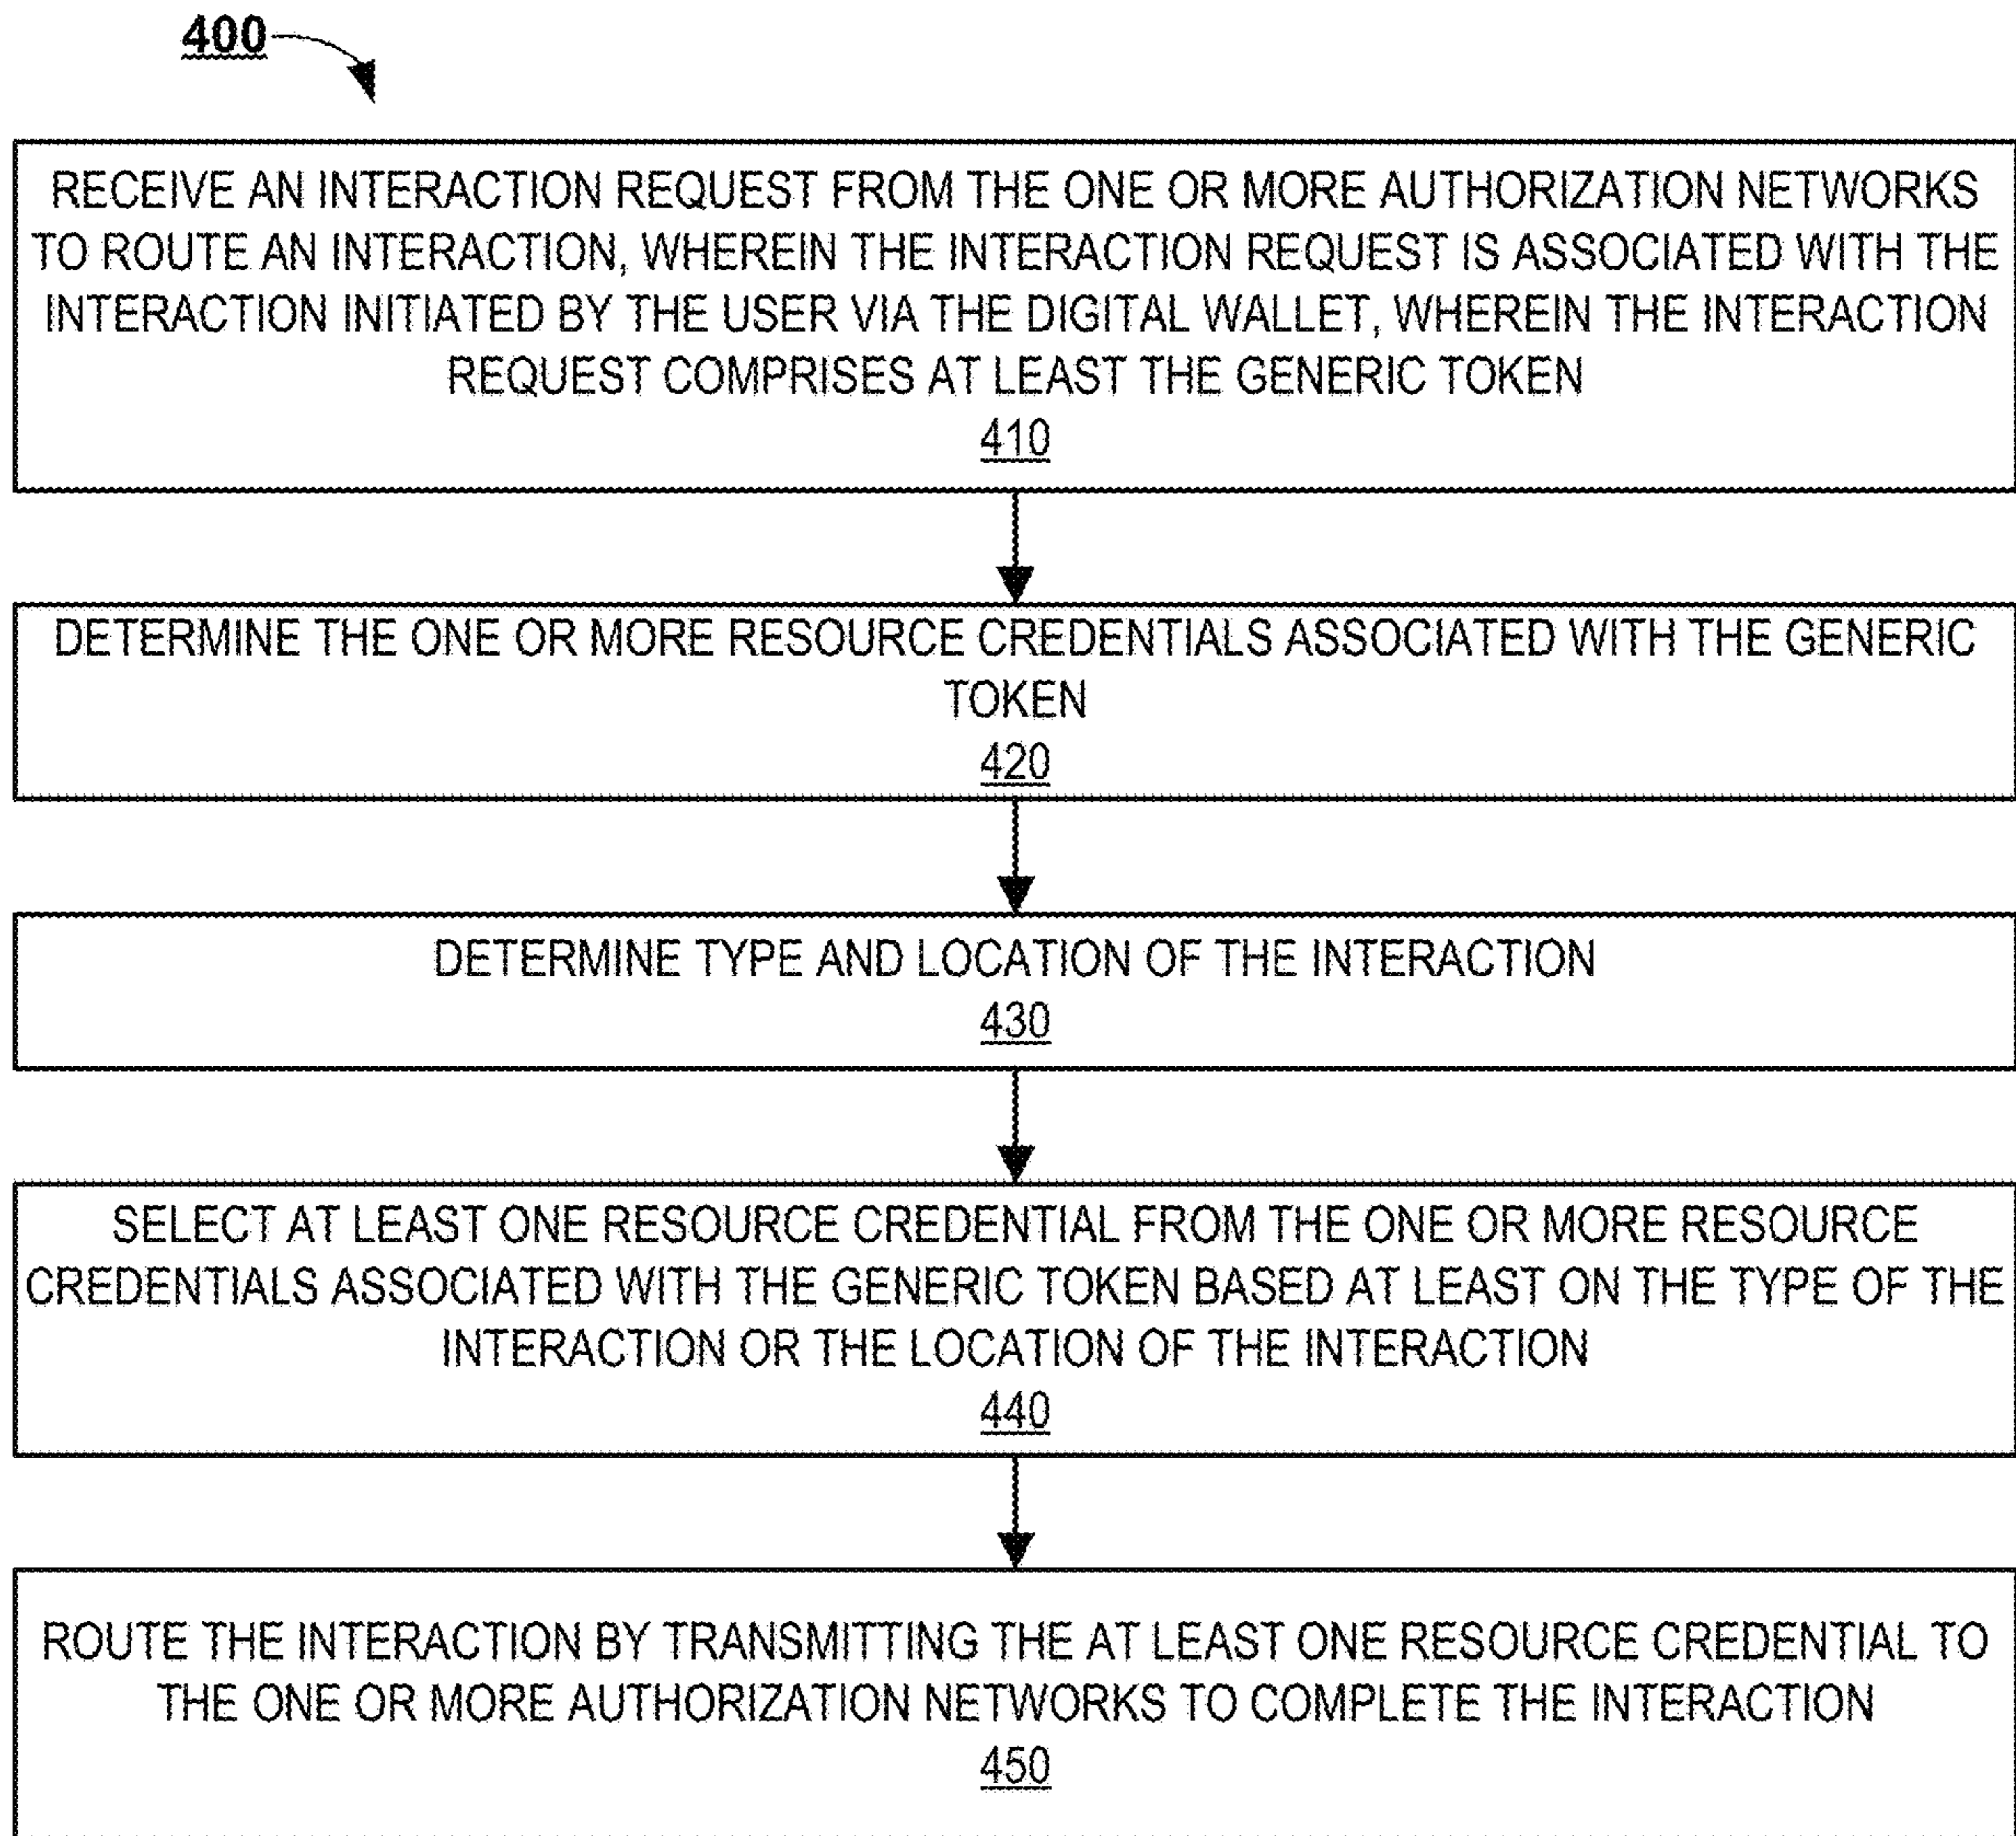 400
RECEIVE AN INTERACTION REQUEST FROM THE ONE OR MORE AUTHORIZATION NETWORKS
TO ROUTE AN INTERACTION, WHEREIN THE INTERACTION REQUEST IS ASSOCIATED WITH THE
INTERACTION INITIATED BY THE USER VIA THE DIGITAL WALLET, WHEREIN THE INTERACTION
REQUEST COMPRISES AT LEAST THE GENERIC TOKEN
410
DETERMINE THE ONE OR MORE RESOURCE CREDENTIALS ASSOCIATED WITH THE GENERIC
TOKEN
420
DETERMINE TYPE AND LOCATION OF THE INTERACTION
430
SELECT AT LEAST ONE RESOURCE CREDENTIAL FROM THE ONE OR MORE RESOURCE
CREDENTIALS ASSOCIATED WITH THE GENERIC TOKEN BASED AT LEAST ON THE TYPE OF THE
INTERACTION OR THE LOCATION OF THE INTERACTION
440
ROUTE THE INTERACTION BY TRANSMITTING THE AT LEAST ONE RESOURCE CREDENTIAL TO
THE ONE OR MORE AUTHORIZATION NETWORKS TO COMPLETE THE INTERACTION
450